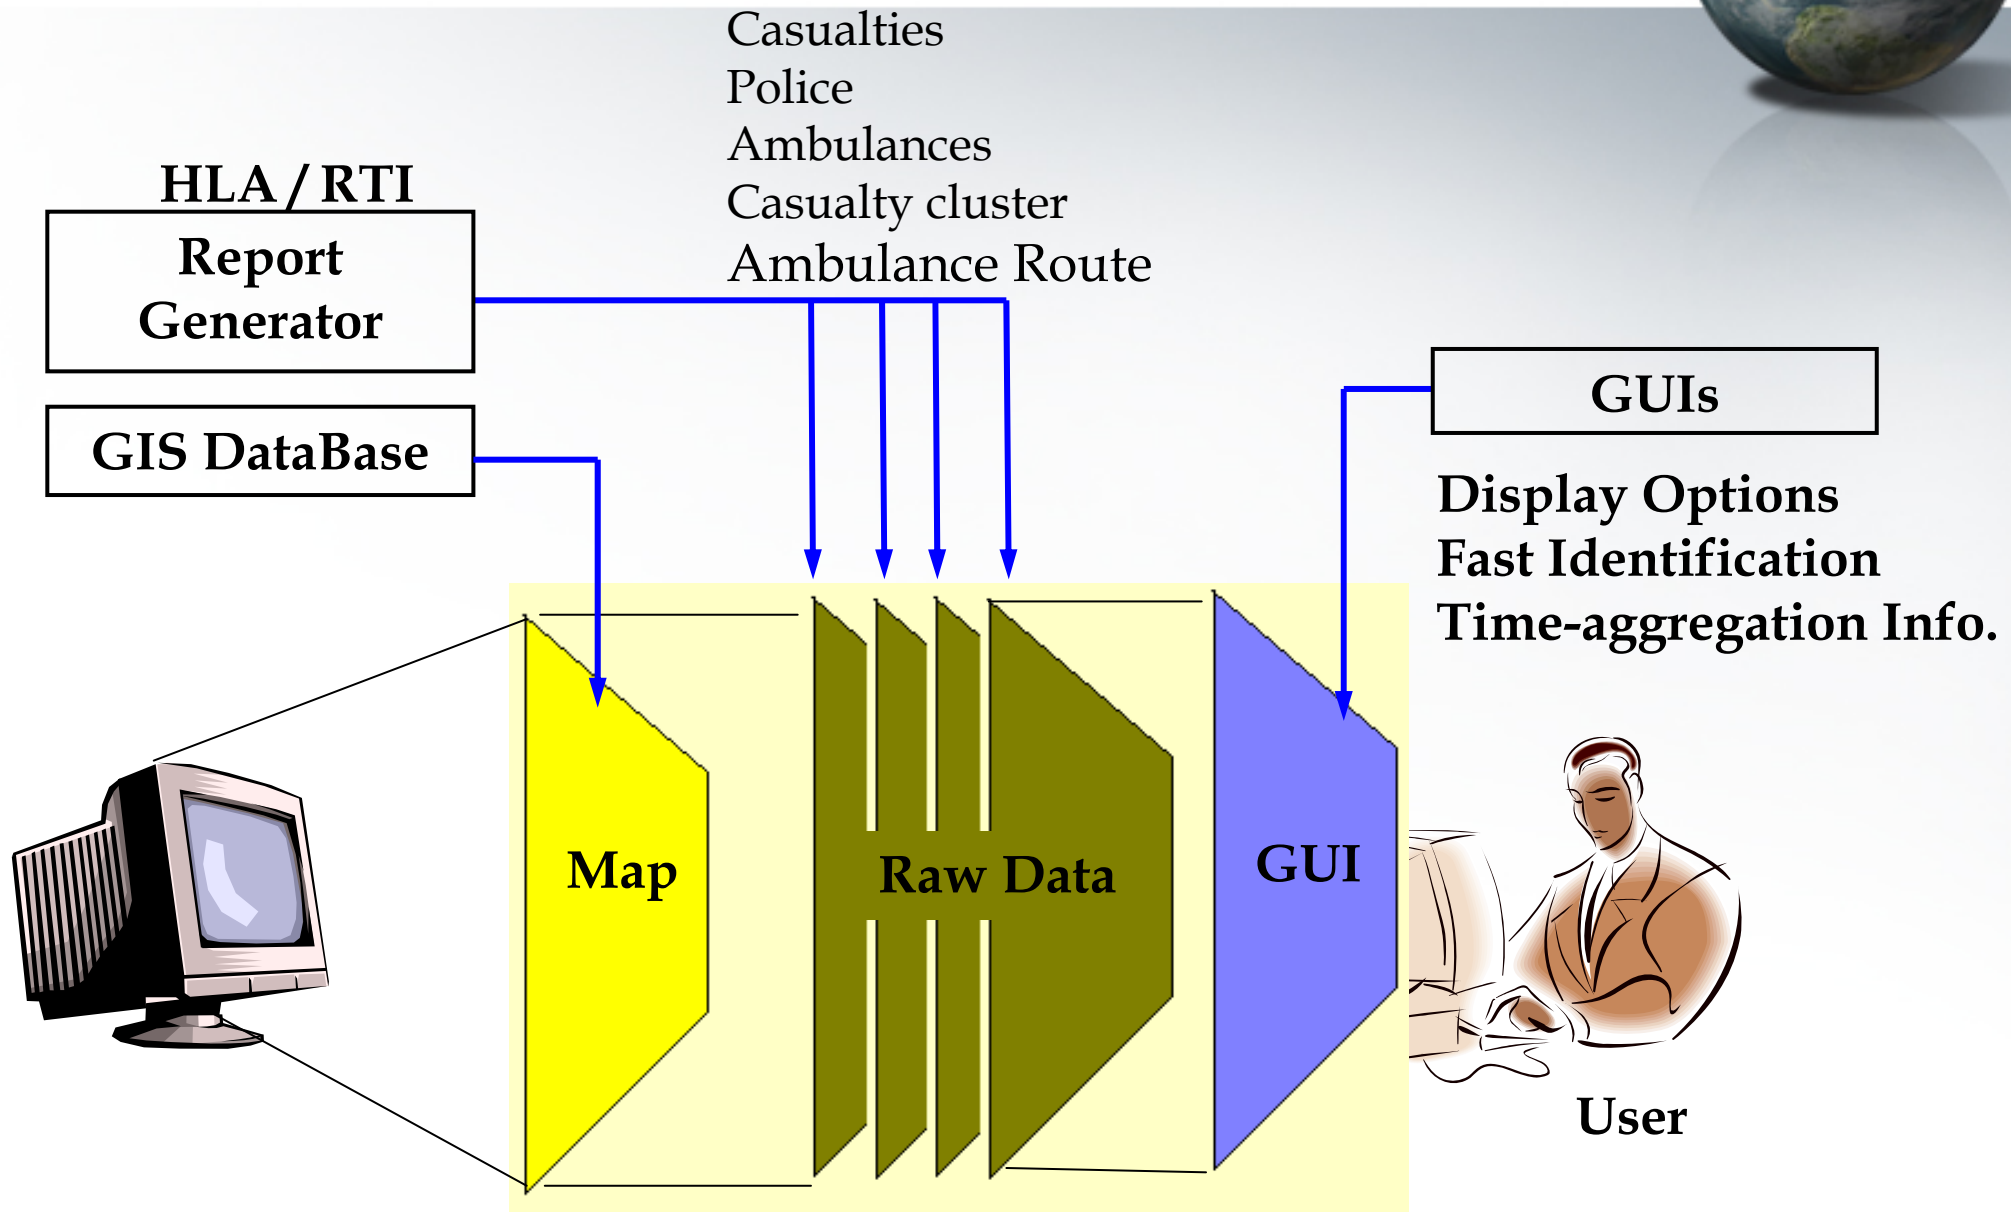 Casualties
Police
Ambulances
Casualty cluster
Ambulance Route
HLA / RTI
Report
Generator
GIS DataBase
GUIs
Display Options
Fast Identification
Time-aggregation Info.
Map
Raw Data
GUI
User